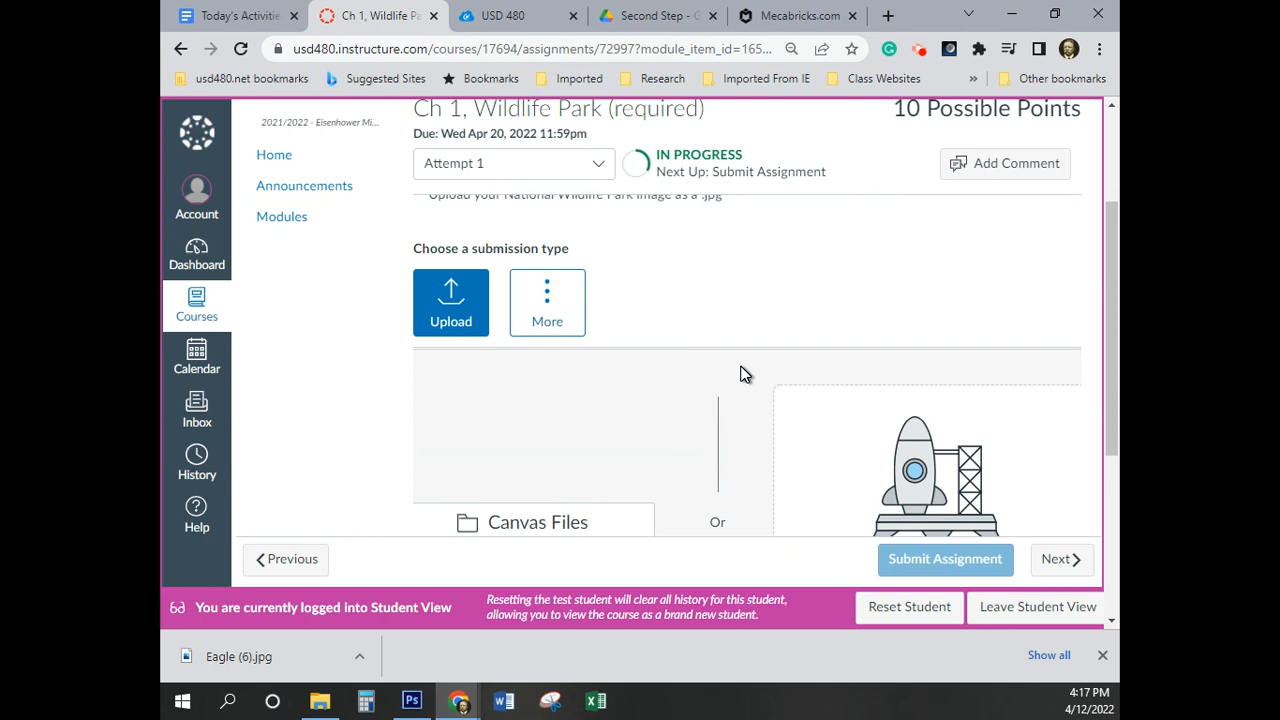 Today's Activitie
Ch 1, Wildlife Pa
USD 480
Second Step - G
Mecabricks.com
usd480.instructure.com/courses/17694/assignments/72997?module_item_id=165...
usd480.net bookmarks
Suggested Sites
Bookmarks
Imported
Research
Imported From IE
Class Websites
»
Other bookmarks
Ch 1, Wildlife Park (required)
10 Possible Points
2021/2022 - Eisenhower Mi...
Due: Wed Apr 20, 2022 11:59pm
Home
Attempt 1
IN PROGRESS
Next Up: Submit Assignment
Add Comment
Announcements
Upload your National Wildlife Park image as a .jpg
Account
Modules
Choose a submission type
Dashboard
Upload
More
Courses
Calendar
Inbox
History
Help
Canvas Files
Or
Previous
Submit Assignment
Next
You are currently logged into Student View
Resetting the test student will clear all history for this student,
allowing you to view the course as a brand new student.
Reset Student
Leave Student View
Eagle (6).jpg
Show all
4:17 PM
4/12/2022